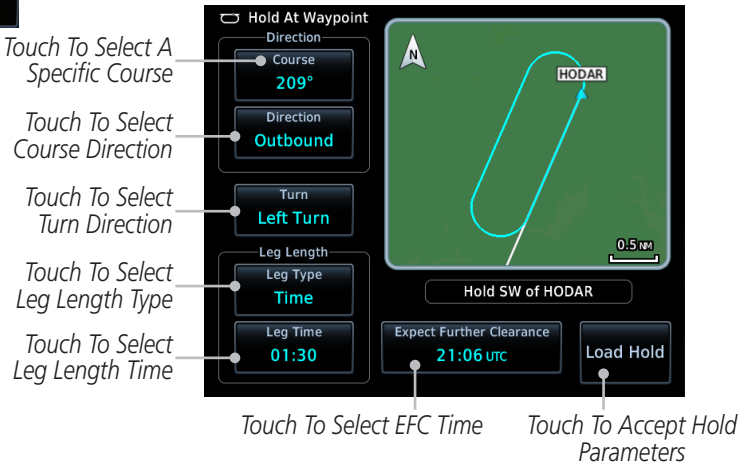 Hold At Waypoint
Touch To Select A
Specific Course
Direction
Course
209°
N
HODAR
Touch To Select
Course Direction
Direction
Outbound
Touch To Select
Turn Direction
Turn
Left Turn
0.5 NM
Touch To Select
Leg Length Type
Leg Length
Leg Type
Time
Hold SW of HODAR
Touch To Select
Leg Length Time
Leg Time
01:30
Expect Further Clearance
21:06 UTC
Load Hold
Touch To Select EFC Time
Touch To Accept Hold
Parameters